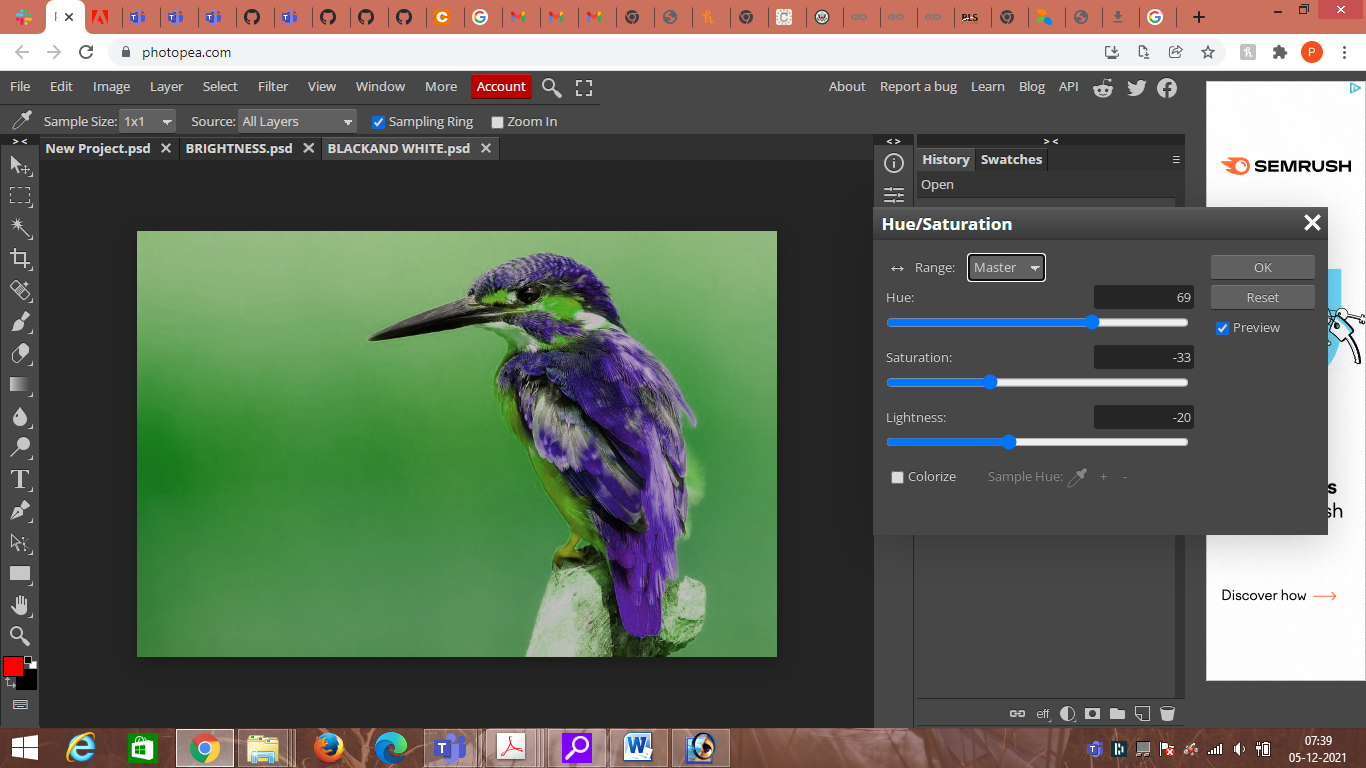 photopea.com
P
File Edit Image Layer Select Filter View Window More Account
About Report a bug Learn Blog API
Sample Size: 1x1 Source: All Layers Sampling Ring Zoom In
New Project.psd BRIGHTNESS.psd BLACKAND WHITE.psd
History Swatches
Open
SEMRUSH
Hue/Saturation
Range: Master OK
Hue: 69 Reset
Preview
Saturation: -33
Lightness: -20
Colorize Sample Hue: + -
Discover how
eff
07:39
05-12-2021